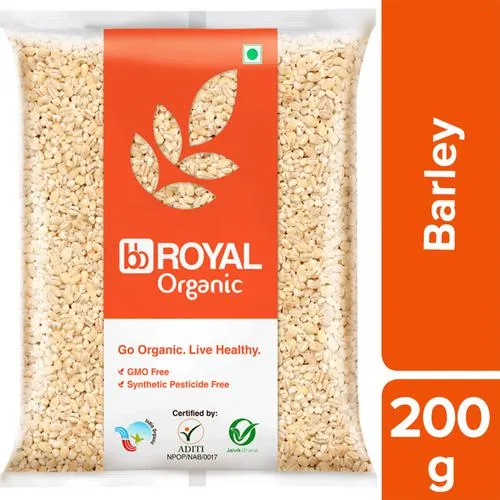 bb ROYAL
Organic
Go Organic. Live Healthy.
✓ GMO Free
✓ Synthetic Pesticide Free
Certified by:
ADITI
NPOP/NAB/0017
Jaivik Bharat
Barley
200
g